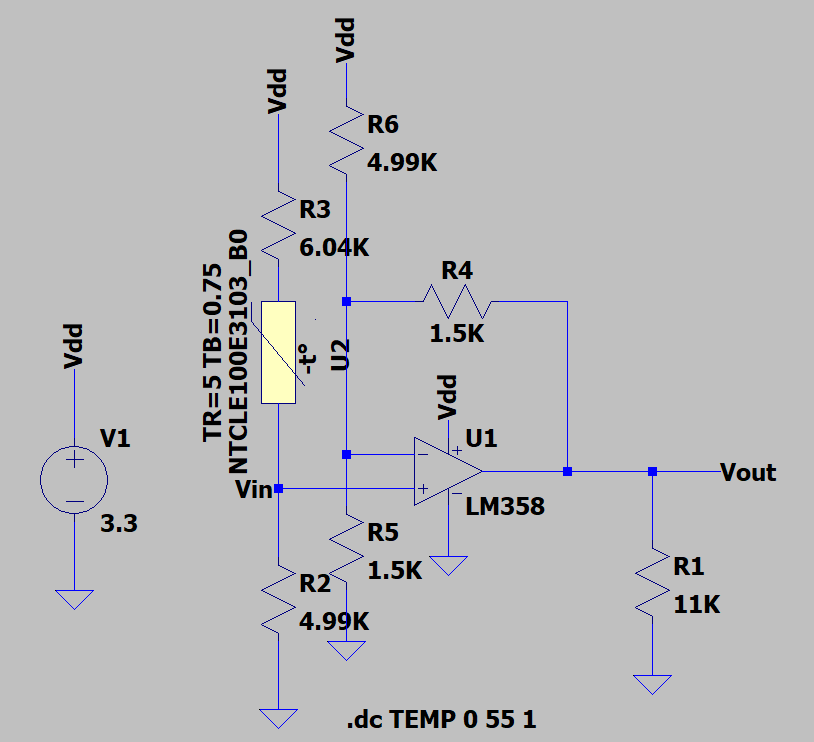 Vdd
Vdd
R6
4.99K
R3
6.04K
TR=5 TB=0.75
NTCLE100E3103_B0
-t°
U2
R4
1.5K
Vdd
V1
3.3
Vdd
U1
LM358
Vin
Vout
R5
1.5K
R2
4.99K
R1
11K
.dc TEMP 0 55 1